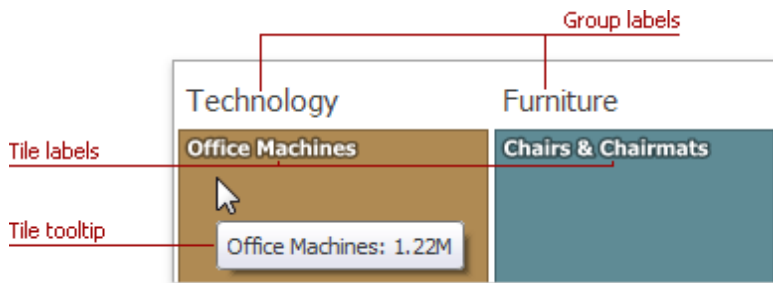 Group labels
Technology
Furniture
Tile labels
Office Machines
Chairs & Chairmats
Tile tooltip
Office Machines: 1.22M